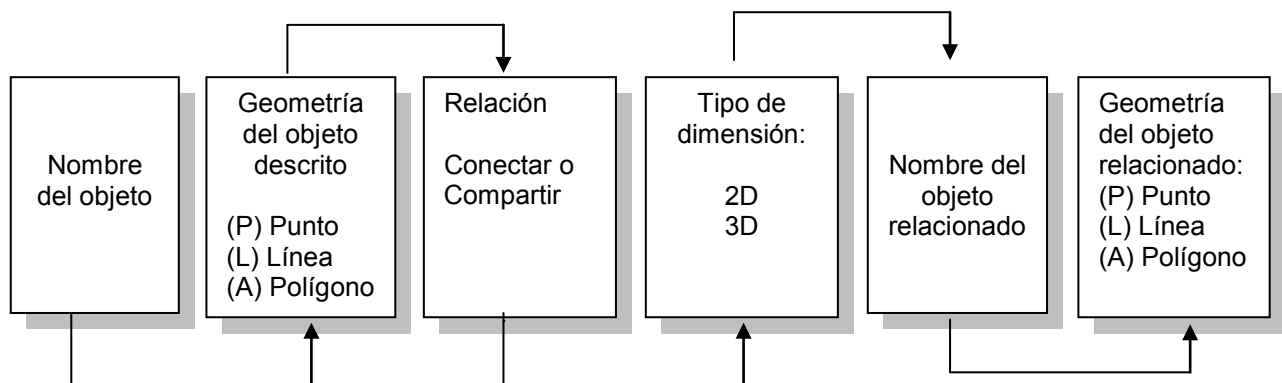 Nombre
del objeto
Geometría
del objeto
descrito
(P) Punto
(L) Línea
(A) Polígono
Relación
Conectar o
Compartir
Tipo de
dimensión:
2D
3D
Nombre del
objeto
relacionado
Geometría
del objeto
relacionado:
(P) Punto
(L) Línea
(A) Polígono